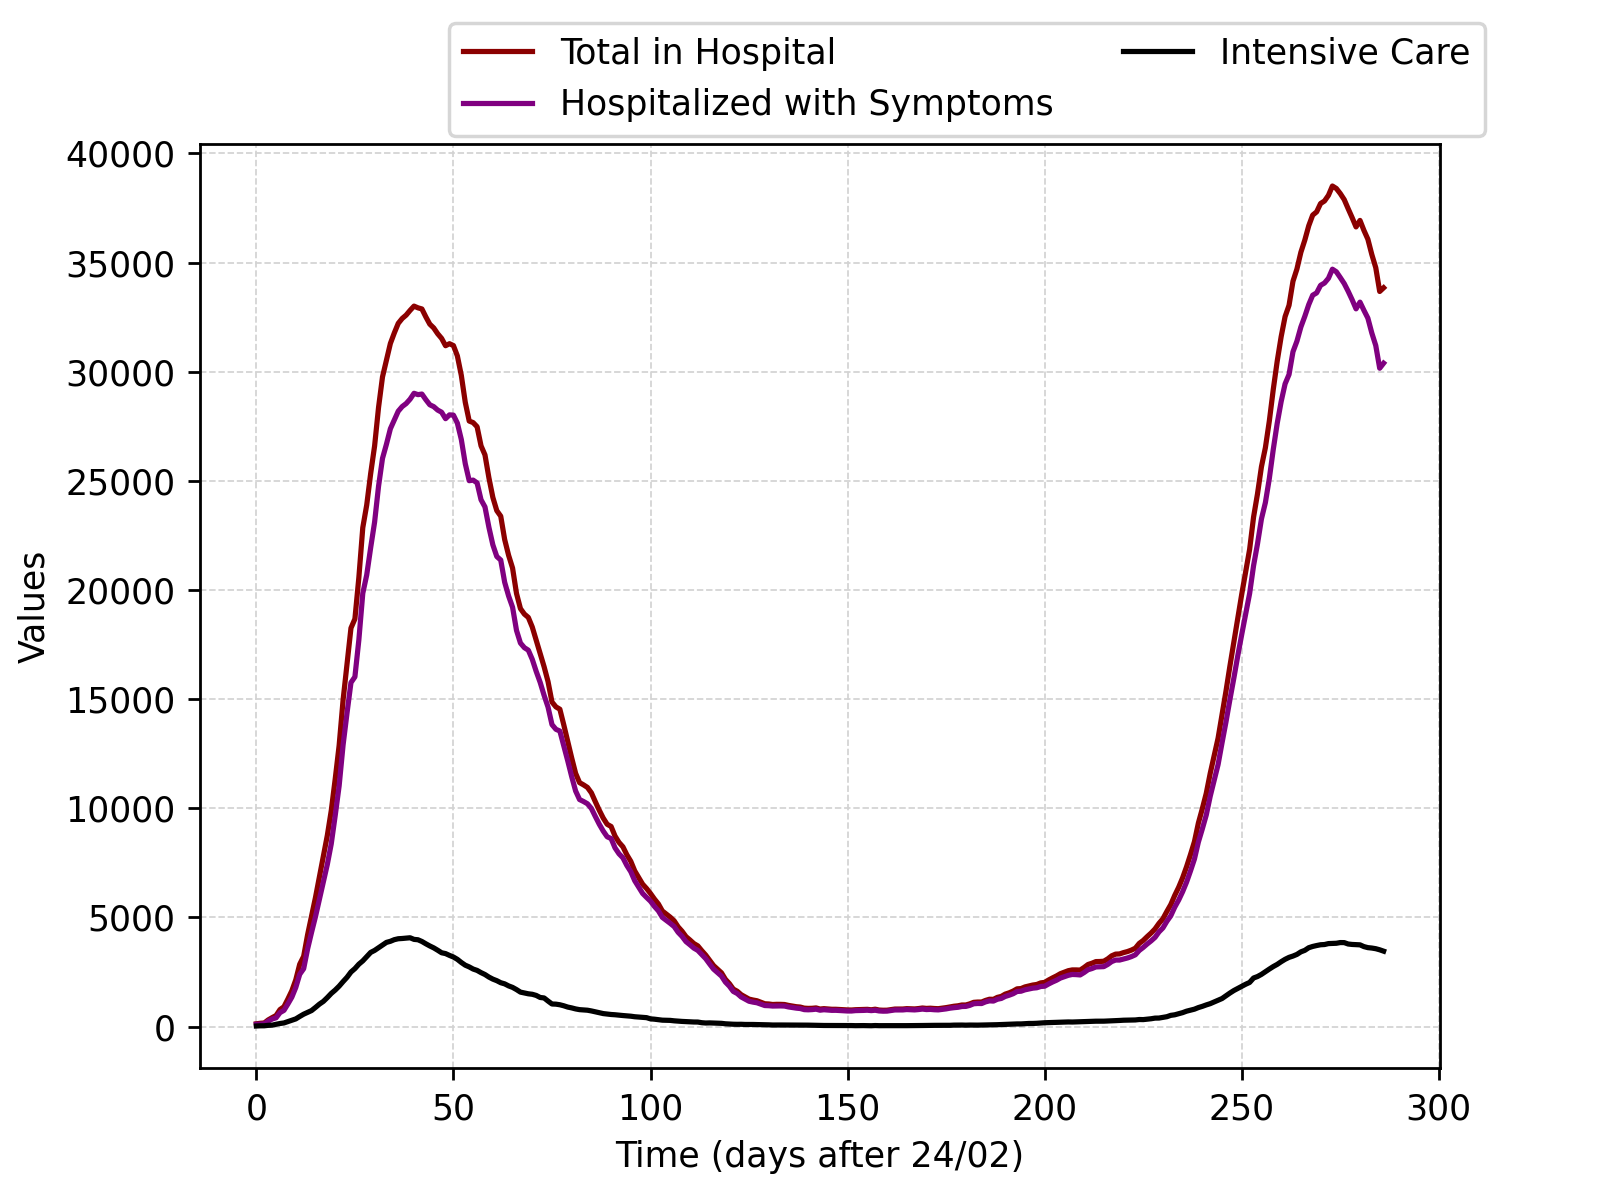 Total in Hospital
Hospitalized with Symptoms
Intensive Care
40000
35000
30000
25000
20000
15000
10000
5000
0
Values
0 50 100 150 200 250 300
Time (days after 24/02)